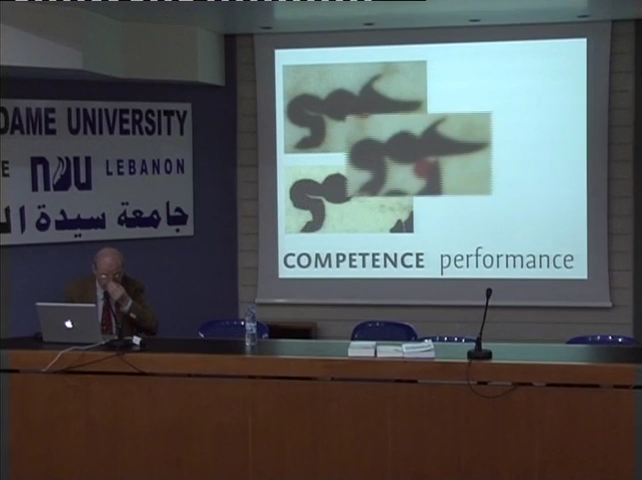 DAME UNIVERSITY
E NDU LEBANON
جامعة سيدة ال
COMPETENCE performance